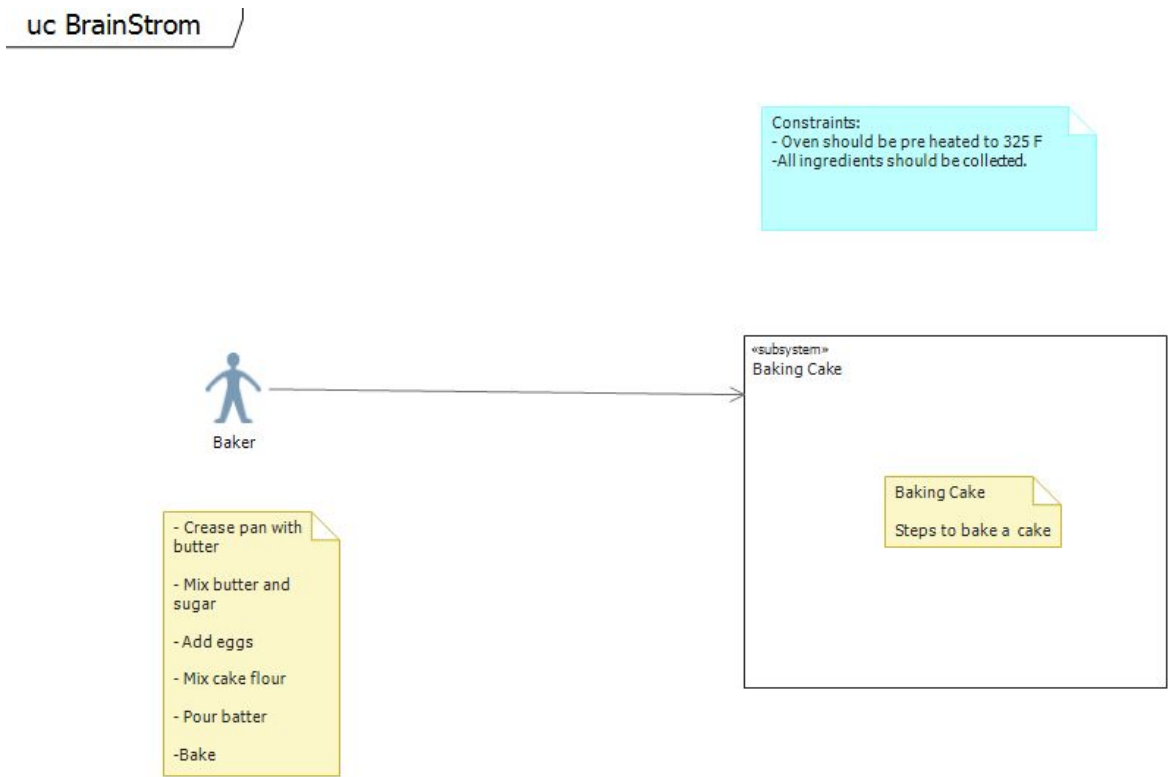 uc BrainStrom
Constraints:
- Oven should be pre heated to 325 F
-All ingredients should be collected.
«subsystem»
Baking Cake
Baker
Baking Cake
Steps to bake a cake
- Crease pan with
butter
- Mix butter and
sugar
- Add eggs
- Mix cake flour
- Pour batter
-Bake